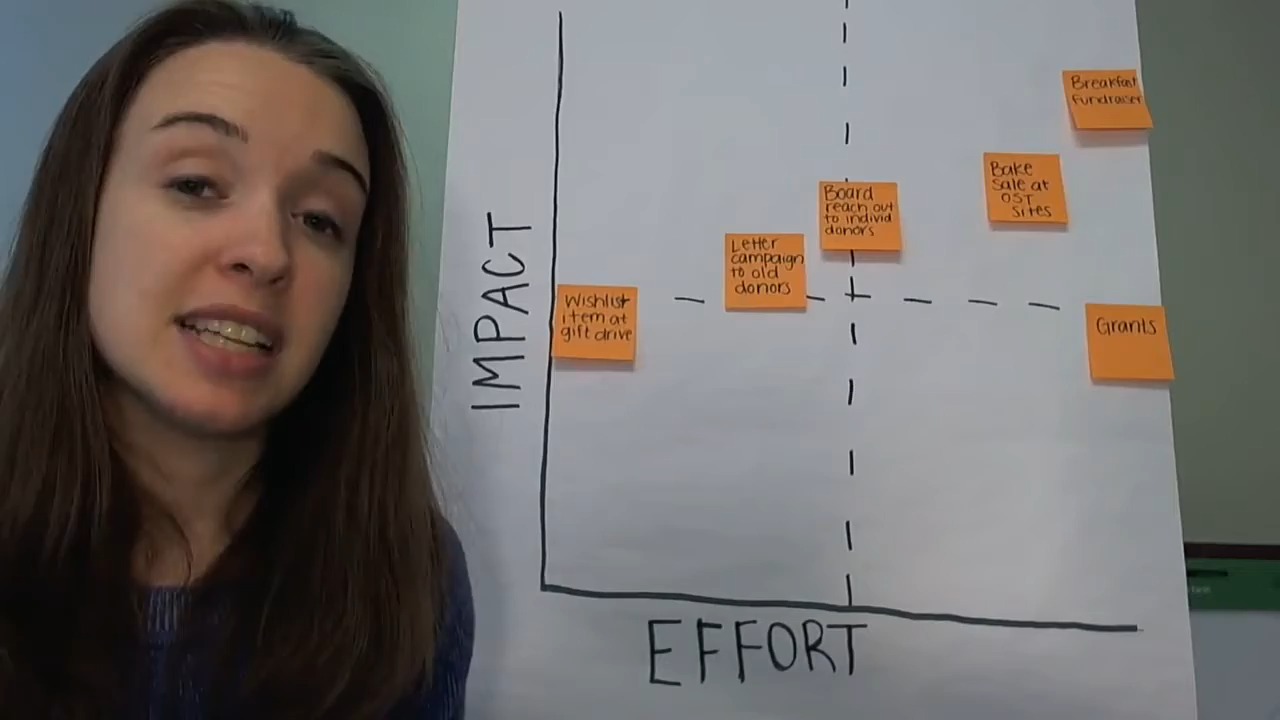 Breakfast
fundraiser
Bake
sale at
OST
sites
Board
reach out
to individ
donors
Letter
campaign
to old
donors
Wishlist
item at
gift drive
Grants
IMPACT
EFFORT